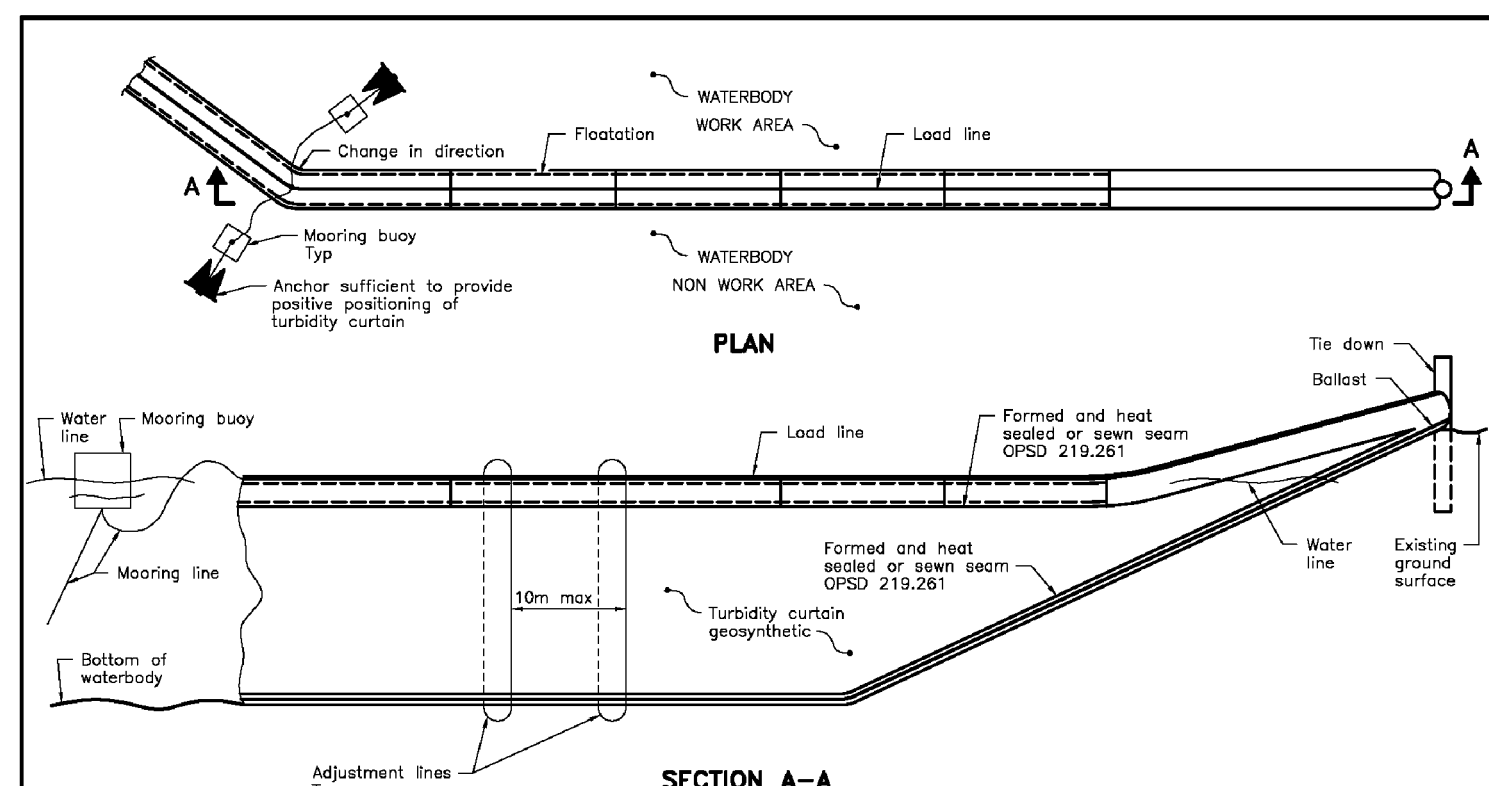 WATERBODY
WORK AREA
Floatation
Load line
Change in direction
A
A
Mooring buoy
Typ
WATERBODY
NON WORK AREA
Anchor sufficient to provide
positive positioning of
turbidity curtain
PLAN
Tie down
Ballast
Water
line
Mooring buoy
Load line
Formed and heat
sealed or sewn seam
OPSD 219.261
Mooring line
Formed and heat
sealed or sewn seam
OPSD 219.261
Water
line
Existing
ground
surface
10m max
Turbidity curtain
geosynthetic
Bottom of
waterbody
Adjustment lines
SECTION A-A